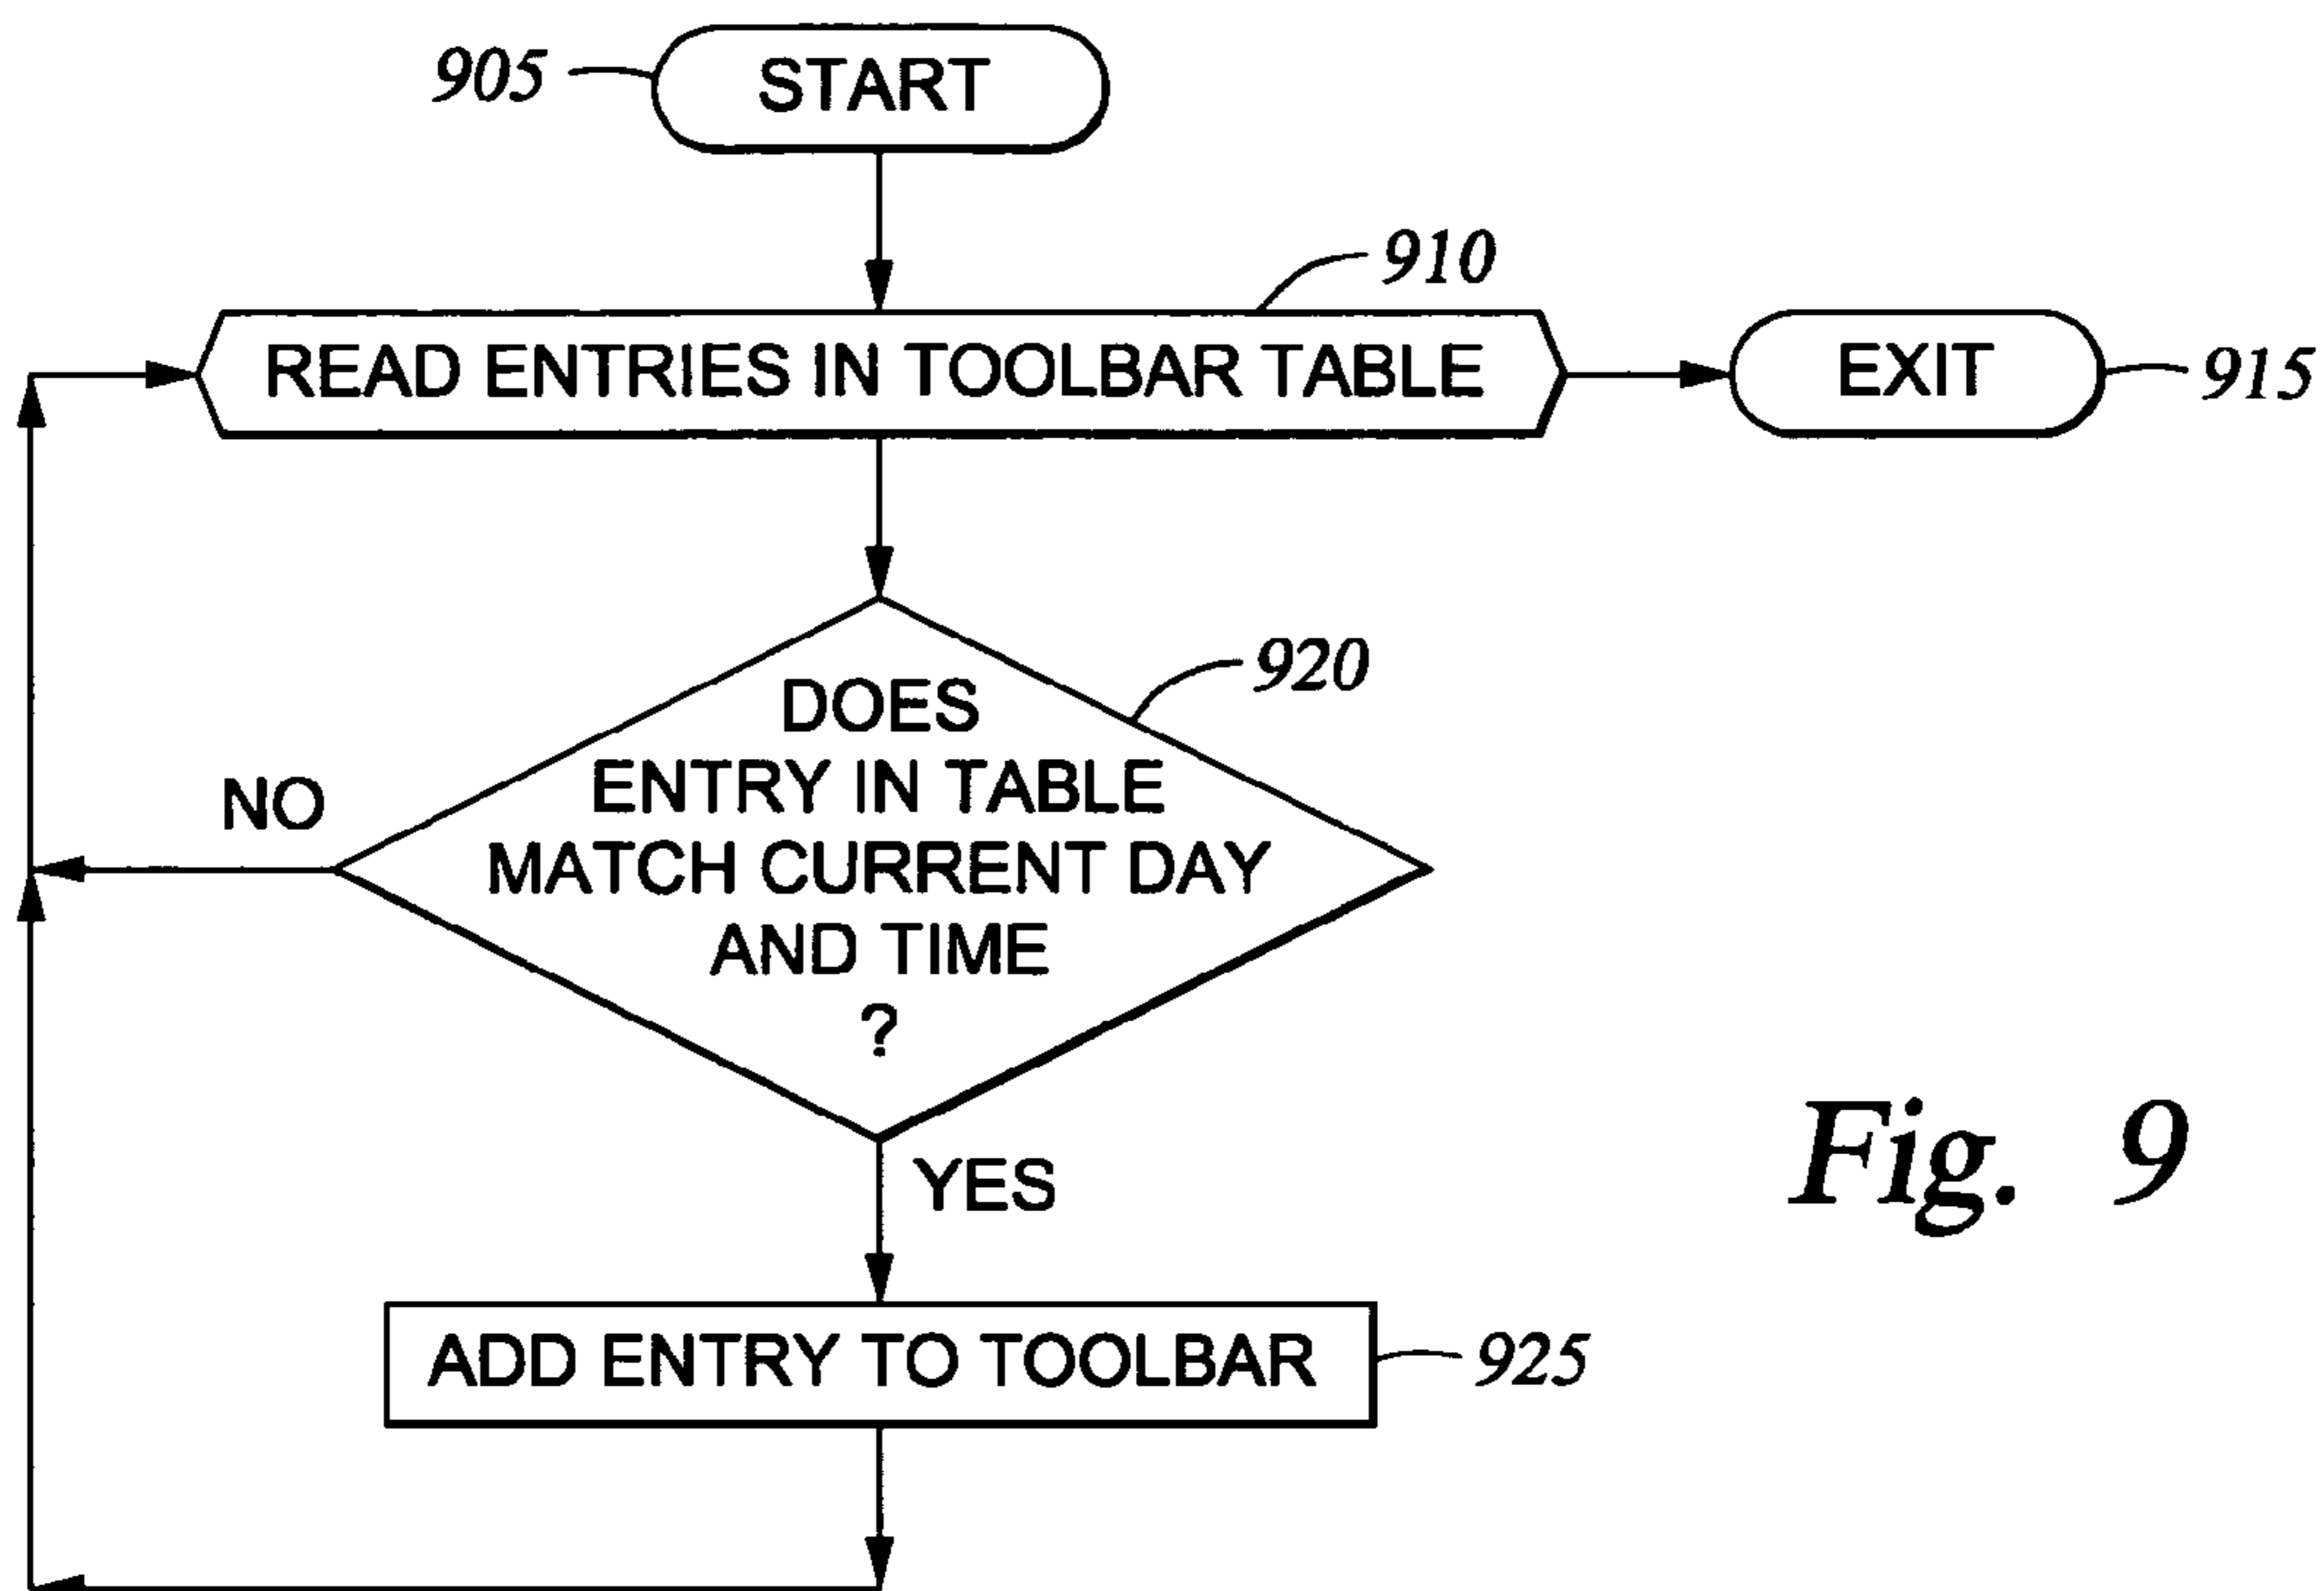 905
START
910
READ ENTRIES IN TOOLBAR TABLE
EXIT
915
920
DOES
ENTRY IN TABLE
MATCH CURRENT DAY
AND TIME
?
NO
YES
Fig. 9
ADD ENTRY TO TOOLBAR
925